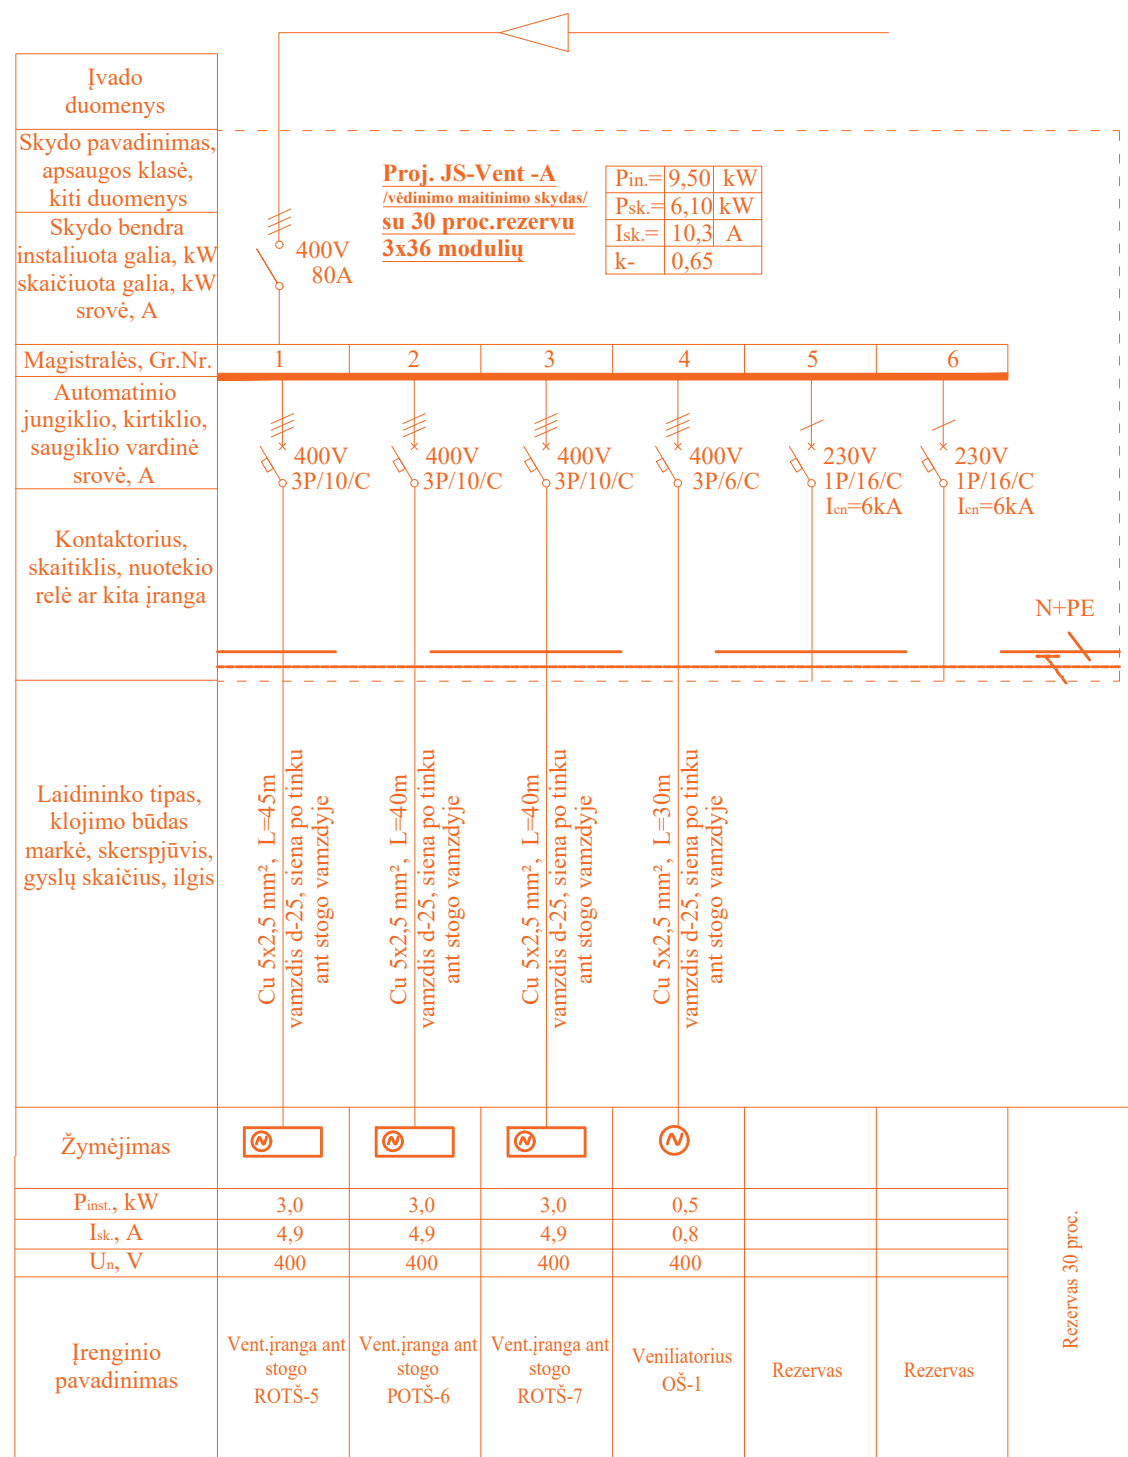 Įvado
duomenys
Skydo pavadinimas,
apsaugos klasė,
kiti duomenys
Skydo bendra
instaliuota galia, kW
skaičiuota galia, kW
srovė, A
400V
80A
Proj. JS-Vent -A
/vėdinimo maitinimo skydas/
su 30 proc.rezervu
3x36 modulių
Pin.= 9,50 kW
Psk.= 6,10 kW
Isk.= 10,3 A
k- 0,65
Magistralės, Gr.Nr. 1 2 3 4 5 6
Automatinio
jungiklio, kirtiklio,
saugiklio vardinė
srovė, A
400V
3P/10/C
400V
3P/10/C
400V
3P/10/C
400V
3P/6/C
230V
1P/16/C
Icn=6kA
230V
1P/16/C
Icn=6kA
Kontaktorius,
skaitiklis, nuotekio
relė ar kita įranga
N+PE
Laidininko tipas,
klojimo būdas
markė, skerspjūvis,
gyslų skaičius, ilgis
Cu 5x2,5 mm², L=45m
vamzdis d-25, siena po tinku
ant stogo vamzdyje
Cu 5x2,5 mm², L=40m
vamzdis d-25, siena po tinku
ant stogo vamzdyje
Cu 5x2,5 mm², L=40m
vamzdis d-25, siena po tinku
ant stogo vamzdyje
Cu 5x2,5 mm², L=30m
vamzdis d-25, siena po tinku
ant stogo vamzdyje
Žymėjimas
Pinst., kW 3,0 3,0 3,0 0,5
Isk., A 4,9 4,9 4,9 0,8
Un, V 400 400 400 400
Įrenginio
pavadinimas
Vent.įranga ant
stogo
ROTŠ-5
Vent.įranga ant
stogo
POTŠ-6
Vent.įranga ant
stogo
ROTŠ-7
Veniliatorius
OŠ-1
Rezervas
Rezervas
Rezervas 30 proc.